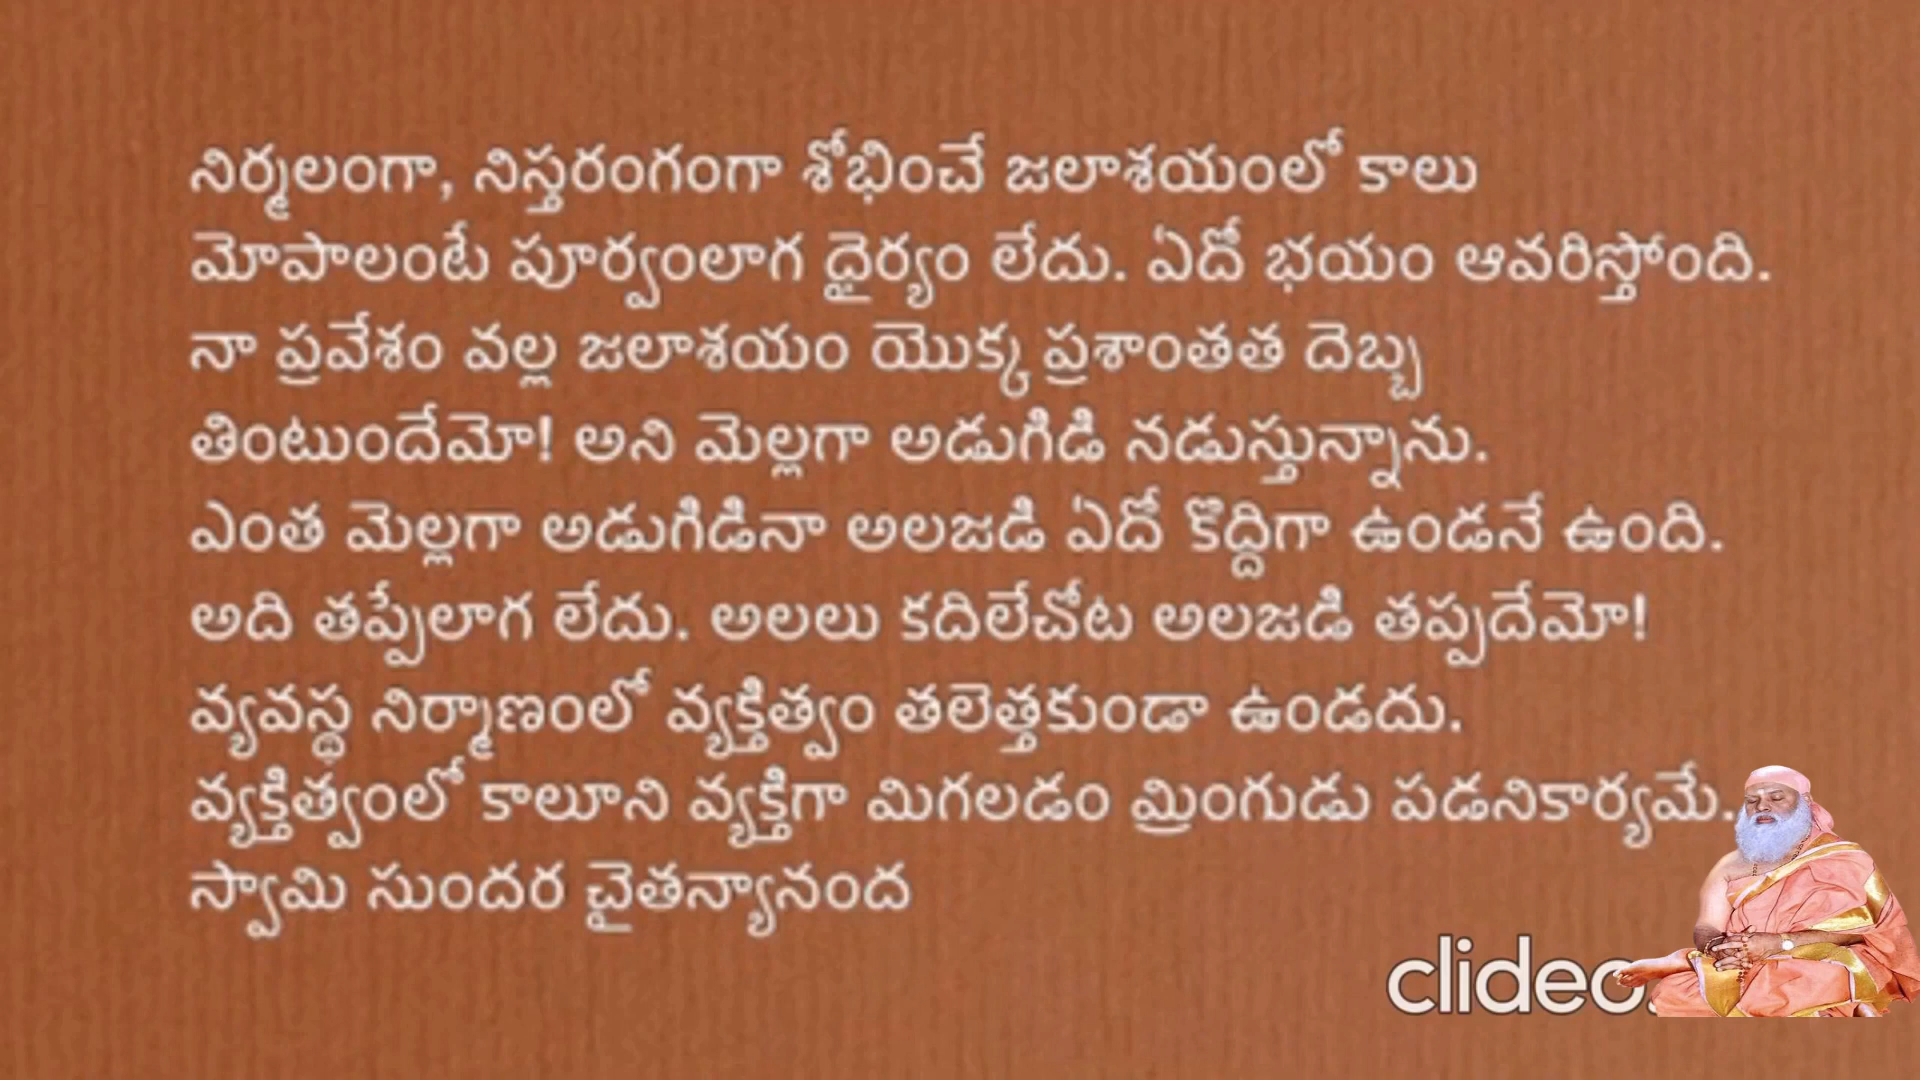 నిర్మలంగా, నిస్తరంగంగా శోభించే జలాశయంలో కాలు
మోపాలంటే పూర్వంలాగ ధైర్యం లేదు. ఏదో భయం ఆవరిస్తోంది.
నా ప్రవేశం వల్ల జలాశయం యొక్క ప్రశాంతత దెబ్బ
తింటుందేమో! అని మెల్లగా అడుగిడి నడుస్తున్నాను.
ఎంత మెల్లగా అడుగిడినా అలజడి ఏదో కొద్దిగా ఉండనే ఉంది.
అది తప్పేలాగ లేదు. అలలు కదిలేచోట అలజడి తప్పదేమో!
వ్యవస్థ నిర్మాణంలో వ్యక్తిత్వం తలెత్తకుండా ఉండదు.
వ్యక్తిత్వంలో కాలూని వ్యక్తిగా మిగలడం మ్రింగుడు పడనికార్యమే.
స్వామి సుందర చైతన్యానంద
clideo.